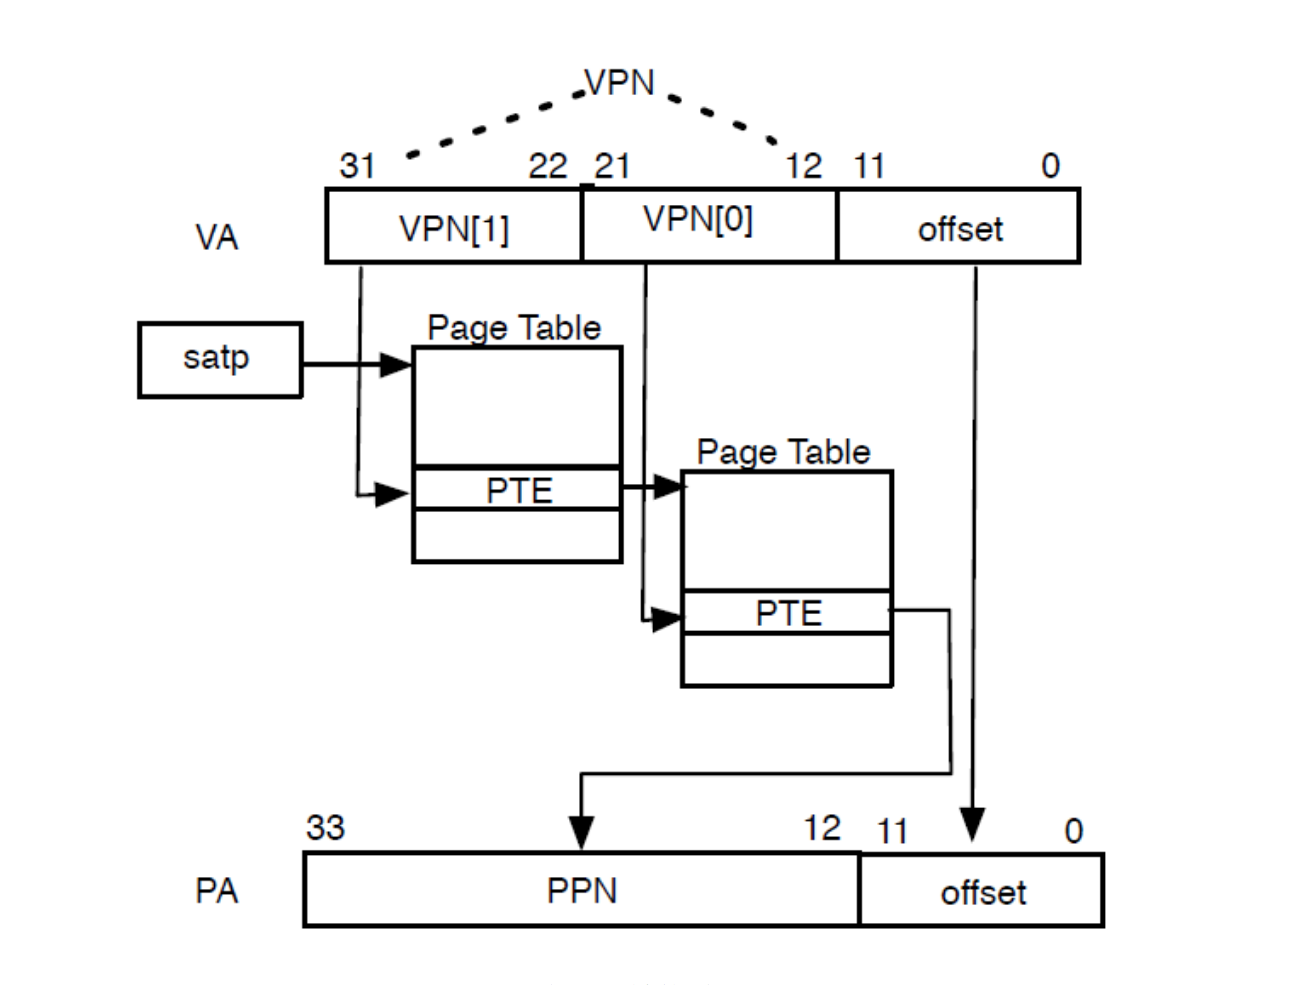 VPN
31 22 21 12 11 0
VA VPN[1] VPN[0] offset
Page Table
satp
Page Table
PTE
PTE
33 12 11 0
PA PPN offset